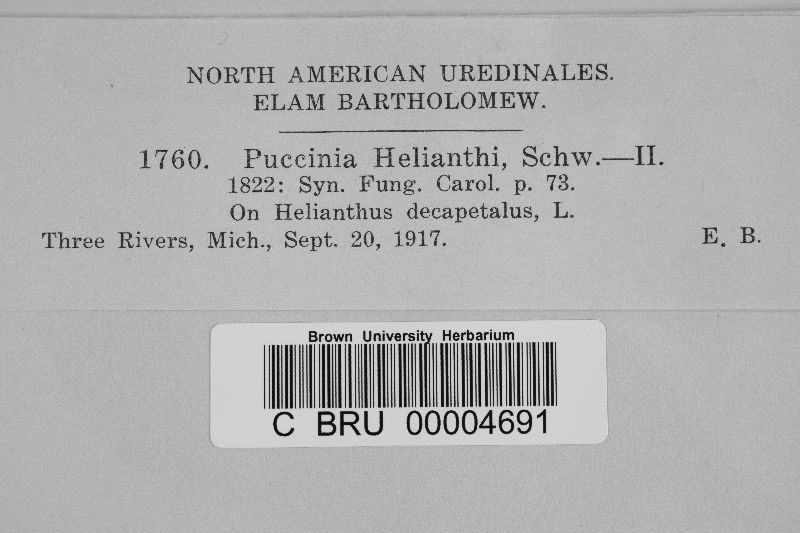 NORTH AMERICAN UREDINALES.
ELAM BARTHOLOMEW.
1760. Puccinia Helianthi, Schw.—II.
1822: Syn. Fung. Carol. p. 73.
On Helianthus decapetalus, L.
Three Rivers, Mich., Sept. 20, 1917. E. B.
Brown University Herbarium
C BRU 00004691